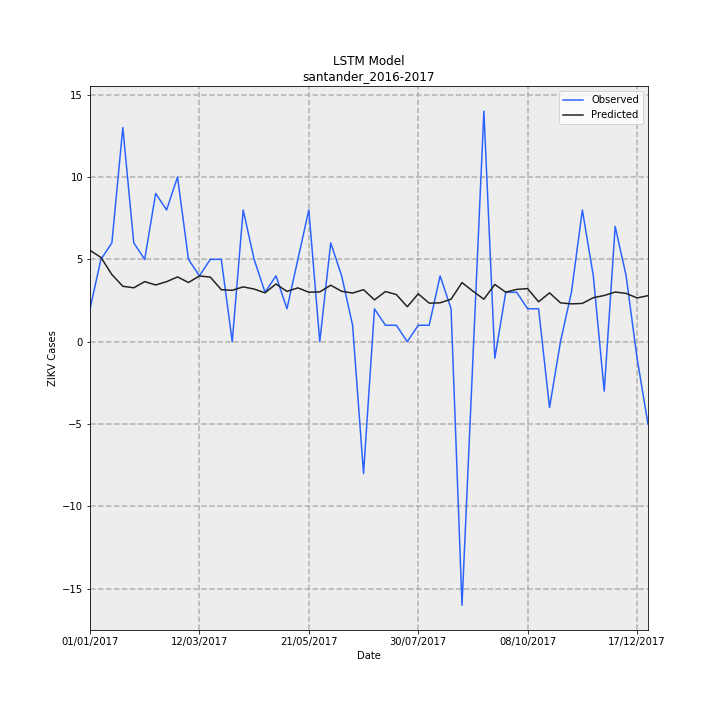 LSTM Model
santander_2016-2017
Observed
Predicted
15
10
5
0
−5
−10
−15
ZIKV Cases
01/01/2017
12/03/2017
21/05/2017
30/07/2017
08/10/2017
17/12/2017
Date